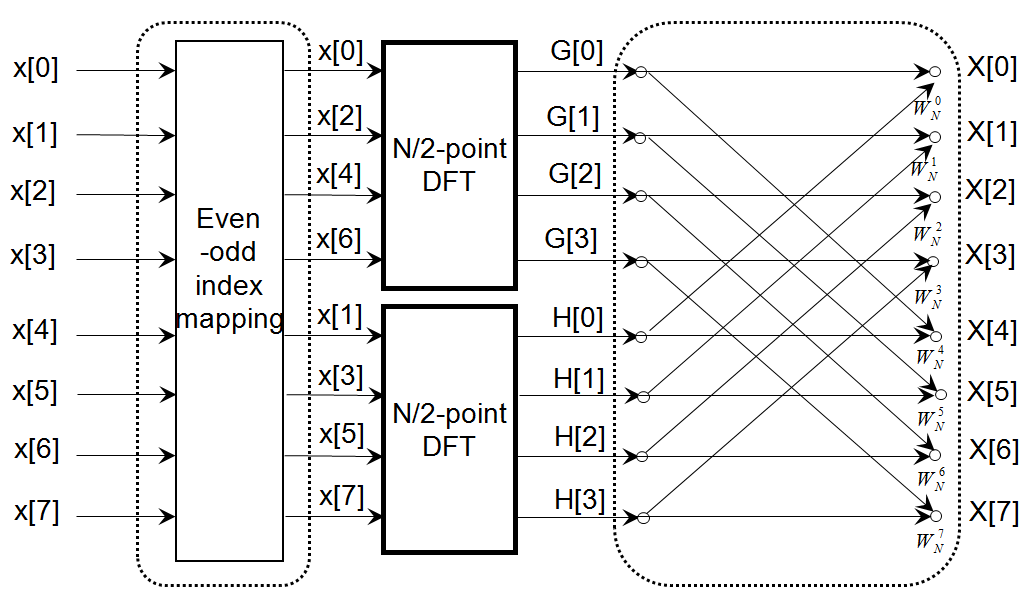 x[0]
x[1]
x[2]
x[3]
x[4]
x[5]
x[6]
x[7]
Even
-odd
index
mapping
x[0]
x[2]
x[4]
x[6]
x[1]
x[3]
x[5]
x[7]
N/2-point
DFT
N/2-point
DFT
G[0]
G[1]
G[2]
G[3]
H[0]
H[1]
H[2]
H[3]
W_N^0
W_N^1
W_N^2
W_N^3
W_N^4
W_N^5
W_N^6
W_N^7
X[0]
X[1]
X[2]
X[3]
X[4]
X[5]
X[6]
X[7]